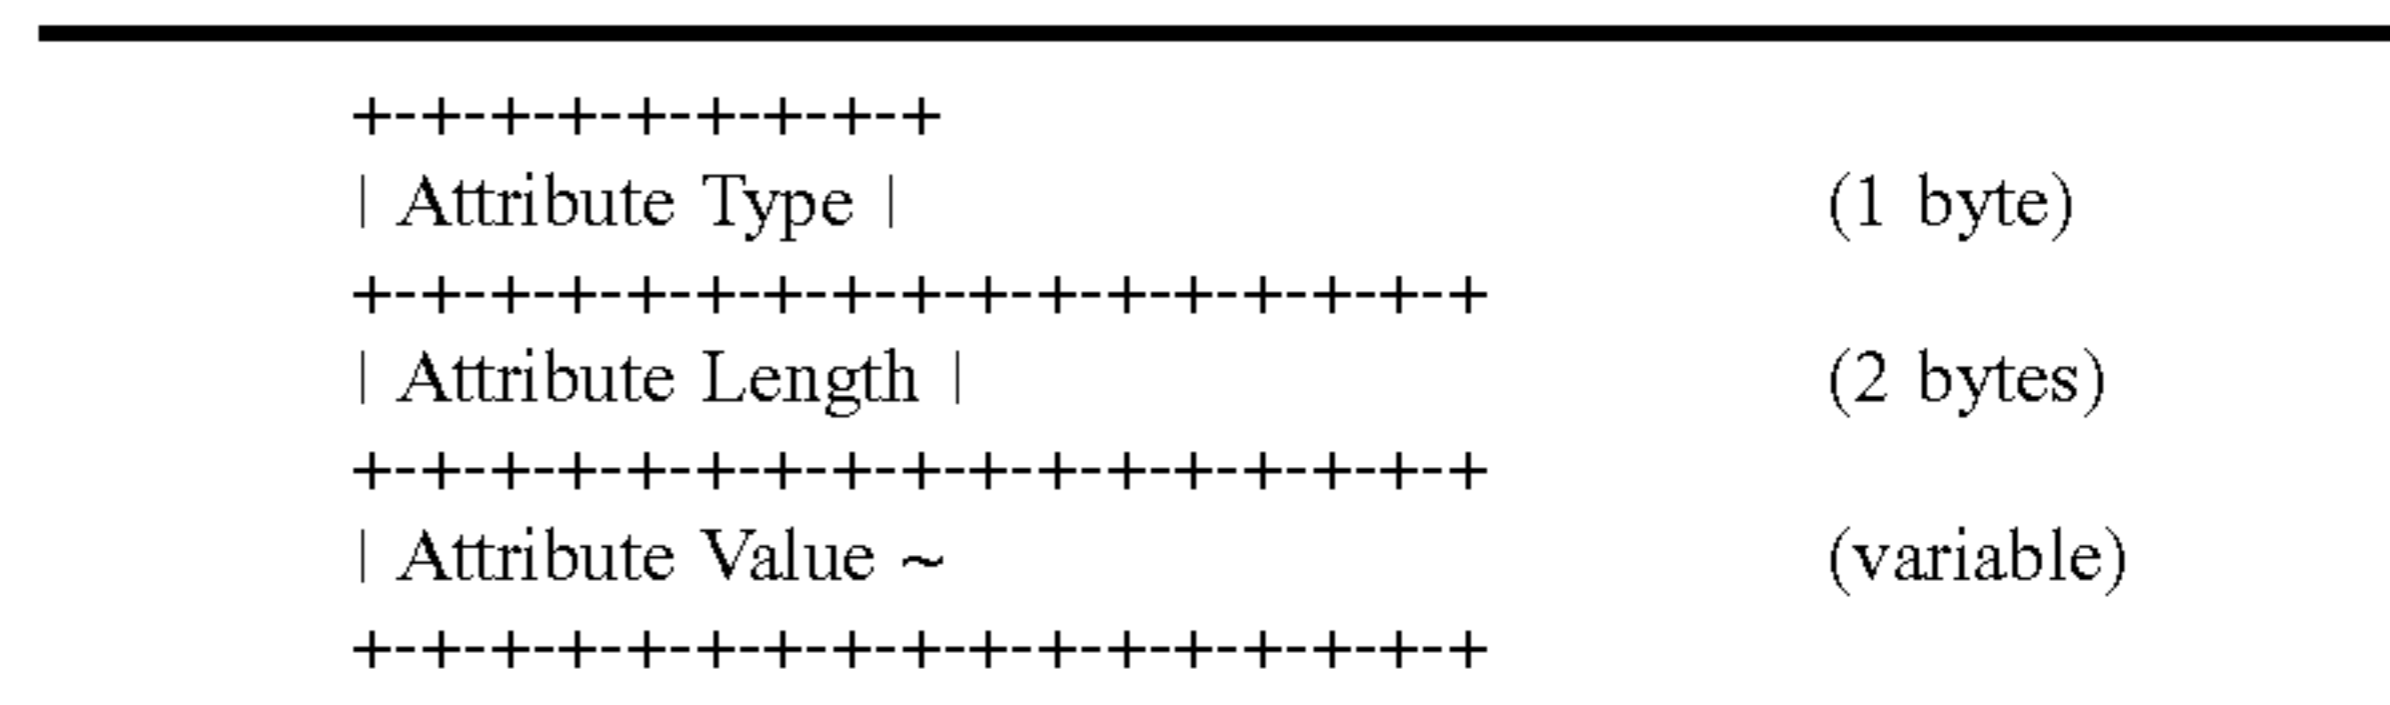 +-+-+-+-+-+-+-+-+
| Attribute Type | (1 byte)
+-+-+-+-+-+-+-+-+-+-+-+-+-+-+-+-+
| Attribute Length | (2 bytes)
+-+-+-+-+-+-+-+-+-+-+-+-+-+-+-+-+
| Attribute Value ~ (variable)
+-+-+-+-+-+-+-+-+-+-+-+-+-+-+-+-+